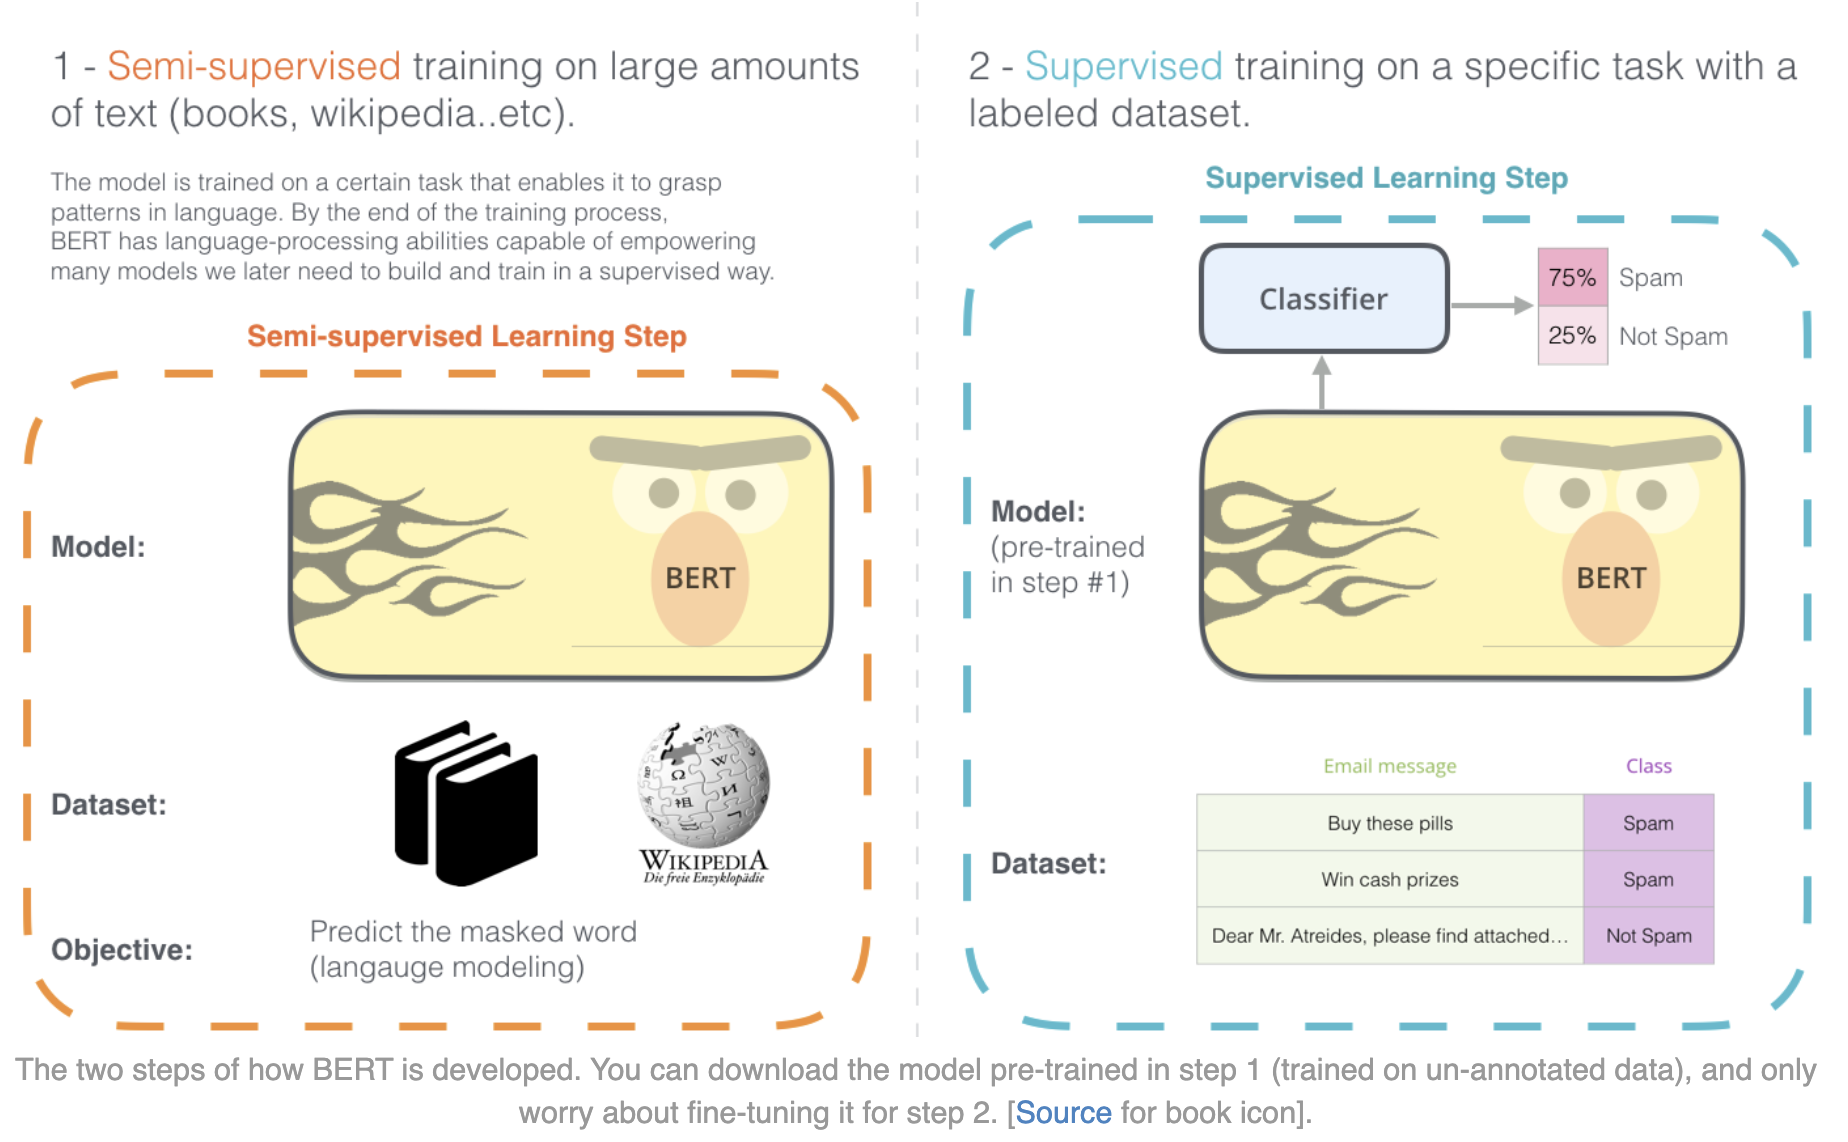 1 - Semi-supervised training on large amounts
of text (books, wikipedia..etc).
The model is trained on a certain task that enables it to grasp
patterns in language. By the end of the training process,
BERT has language-processing abilities capable of empowering
many models we later need to build and train in a supervised way.
Semi-supervised Learning Step
Model:
BERT
Dataset:
WIKIPEDIA
Die freie Enzyklopädie
Objective:
Predict the masked word
(langauge modeling)
2 - Supervised training on a specific task with a
labeled dataset.
Supervised Learning Step
Classifier
75% Spam
25% Not Spam
Model:
(pre-trained
in step #1)
BERT
Dataset:
Email message Class
Buy these pills Spam
Win cash prizes Spam
Dear Mr. Atreides, please find attached... Not Spam
The two steps of how BERT is developed. You can download the model pre-trained in step 1 (trained on un-annotated data), and only
worry about fine-tuning it for step 2. [Source for book icon].